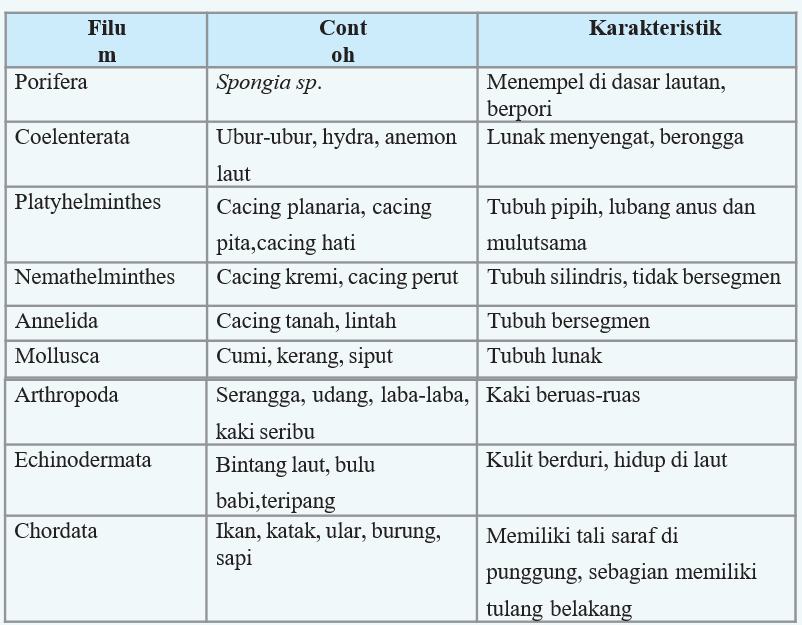 Filu
m
Cont
oh
Karakteristik
Porifera
Spongia sp.
Menempel di dasar lautan,
berpori
Coelenterata
Ubur-ubur, hydra, anemon
laut
Lunak menyengat, berongga
Platyhelminthes
Cacing planaria, cacing
pita,cacing hati
Tubuh pipih, lubang anus dan
mulutsama
Nemathelminthes
Cacing kremi, cacing perut
Tubuh silindris, tidak bersegmen
Annelida
Cacing tanah, lintah
Tubuh bersegmen
Mollusca
Cumi, kerang, siput
Tubuh lunak
Arthropoda
Serangga, udang, laba-laba,
kaki seribu
Kaki beruas-ruas
Echinodermata
Bintang laut, bulu
babi,teripang
Kulit berduri, hidup di laut
Chordata
Ikan, katak, ular, burung,
sapi
Memiliki tali saraf di
punggung, sebagian memiliki
tulang belakang